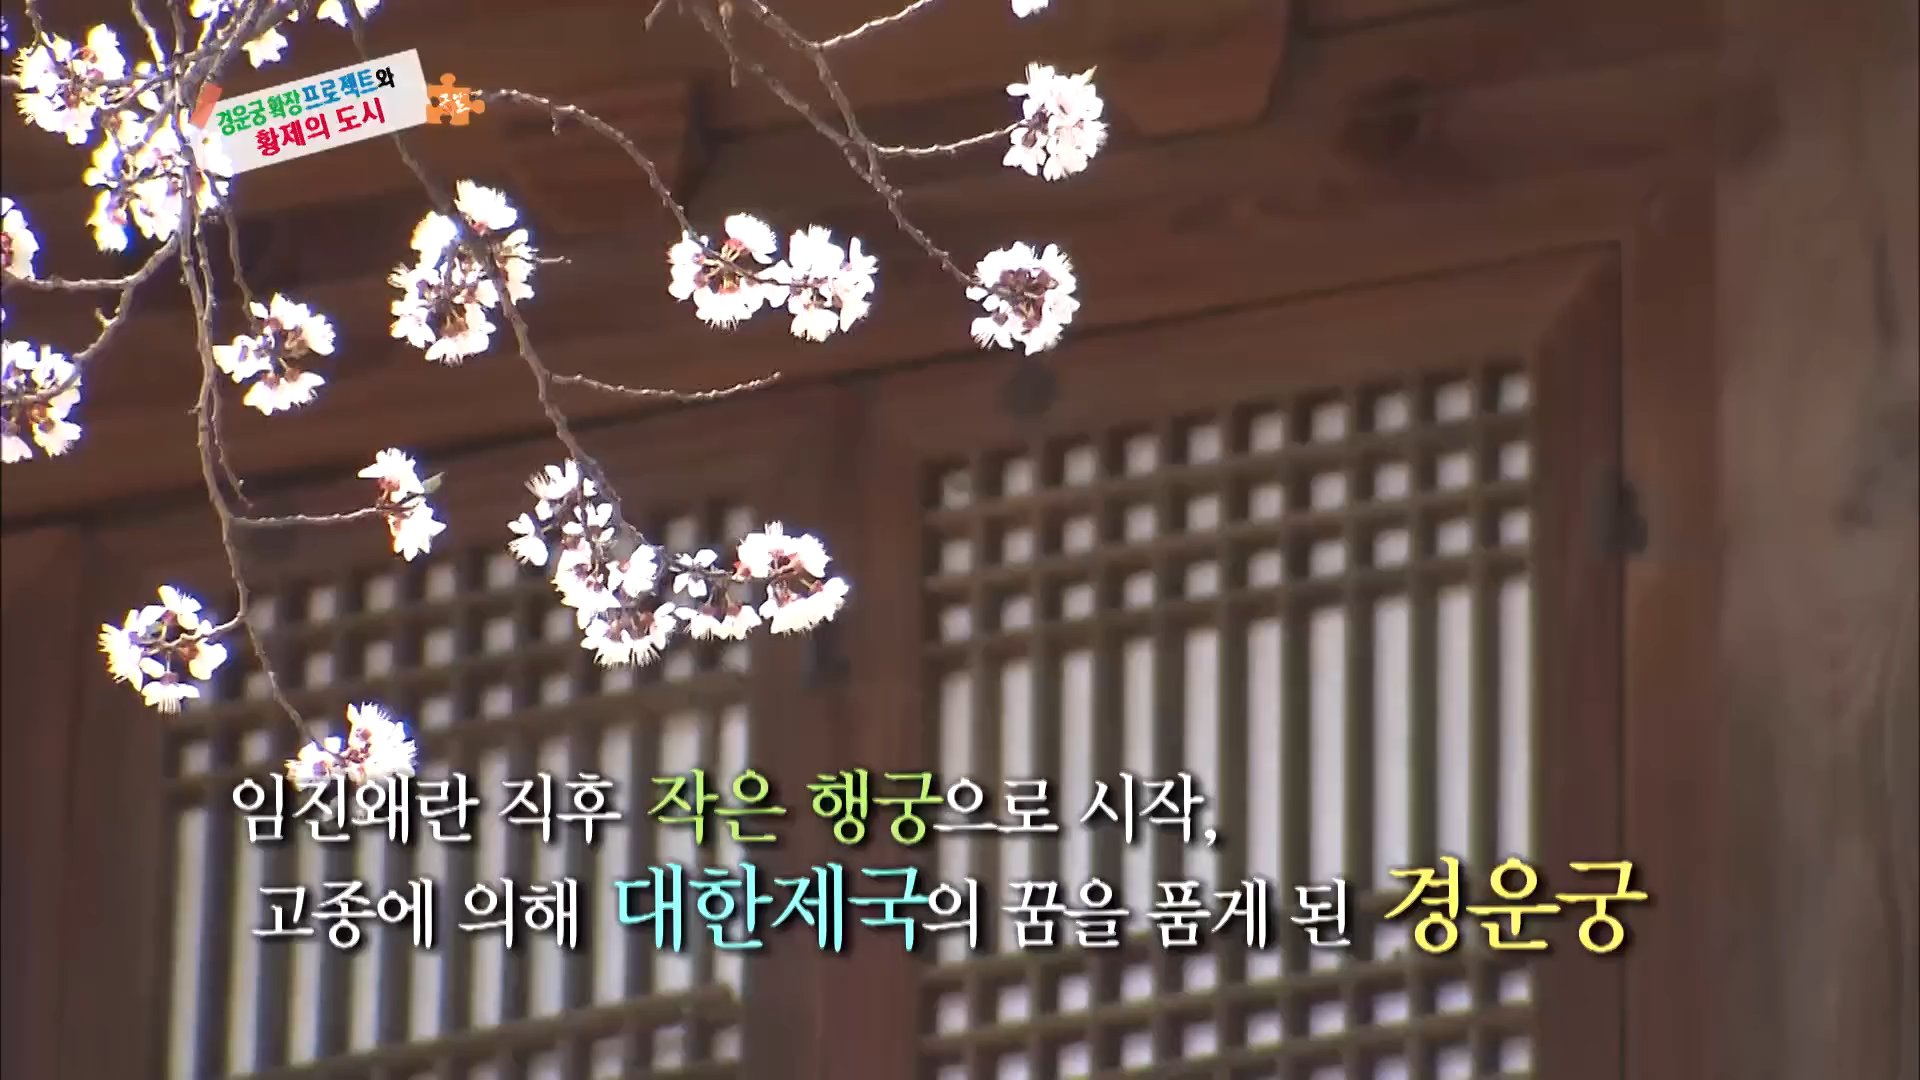 경운궁 확장 프로젝트와
황제의 도시
임진왜란 직후 작은 행궁으로 시작,
고종에 의해 대한제국의 꿈을 품게 된 경운궁